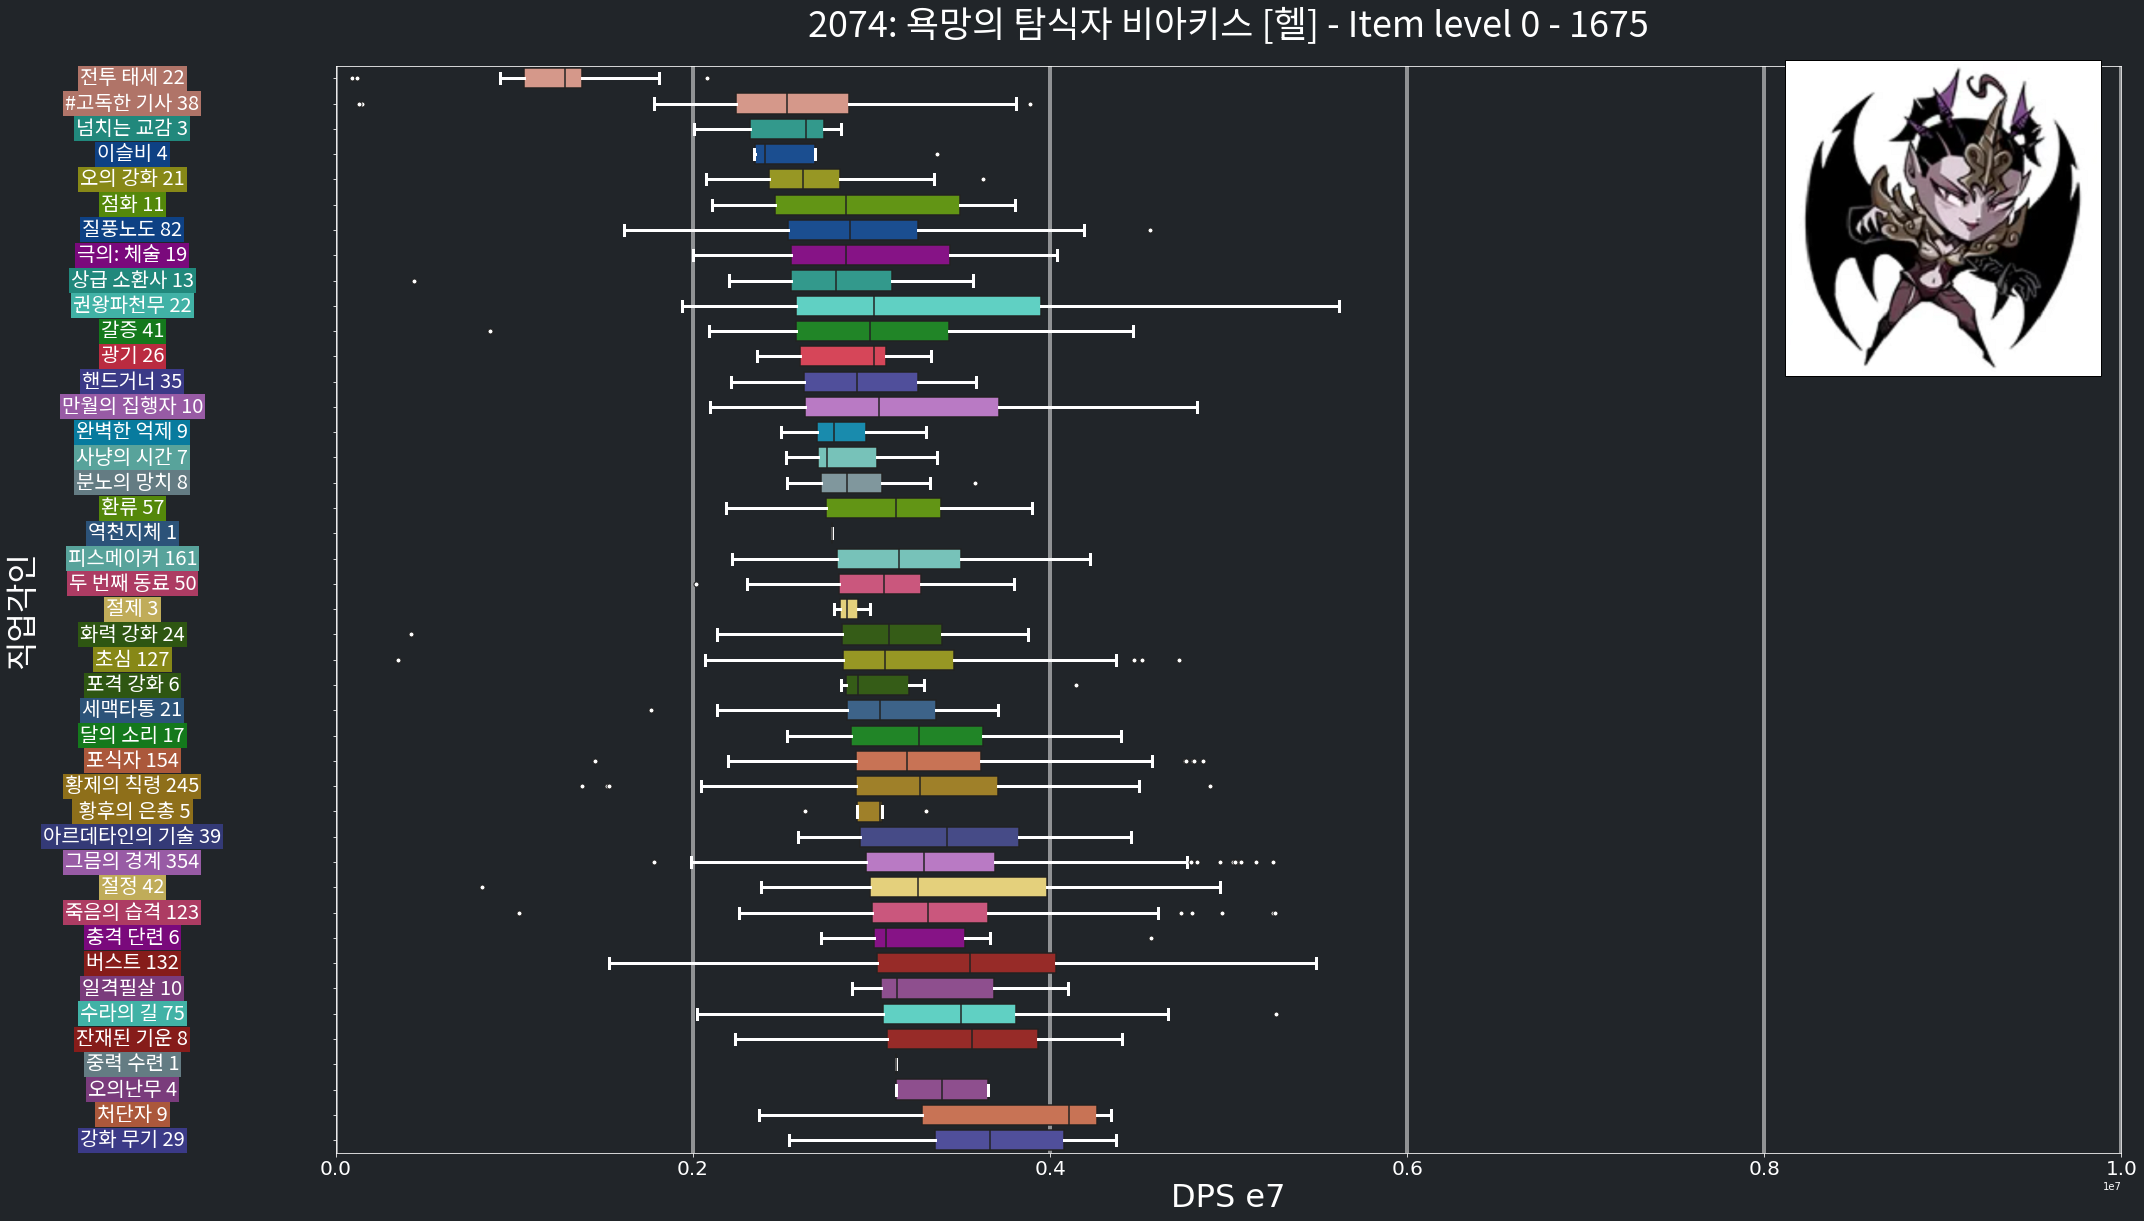 2074: 욕망의 탐식자 비아키스 [헬] - Item level 0 - 1675
전투 태세 22
#고독한 기사 38
넘치는 교감 3
이슬비 4
오의 강화 21
점화 11
질풍노도 82
극의: 체술 19
상급 소환사 13
권왕파천무 22
갈증 41
광기 26
핸드거너 35
만월의 집행자 10
완벽한 억제 9
사냥의 시간 7
분노의 망치 8
환류 57
역천지체 1
피스메이커 161
두 번째 동료 50
절제 3
화력 강화 24
초심 127
포격 강화 6
세맥타통 21
달의 소리 17
포식자 154
황제의 칙령 245
황후의 은총 5
아르데타인의 기술 39
그믐의 경계 354
절정 42
죽음의 습격 123
충격 단련 6
버스트 132
일격필살 10
수라의 길 75
잔재된 기운 8
중력 수련 1
오의난무 4
처단자 9
강화 무기 29
직업각인
0.0 0.2 0.4 0.6 0.8 1.0
1e7
DPS e7